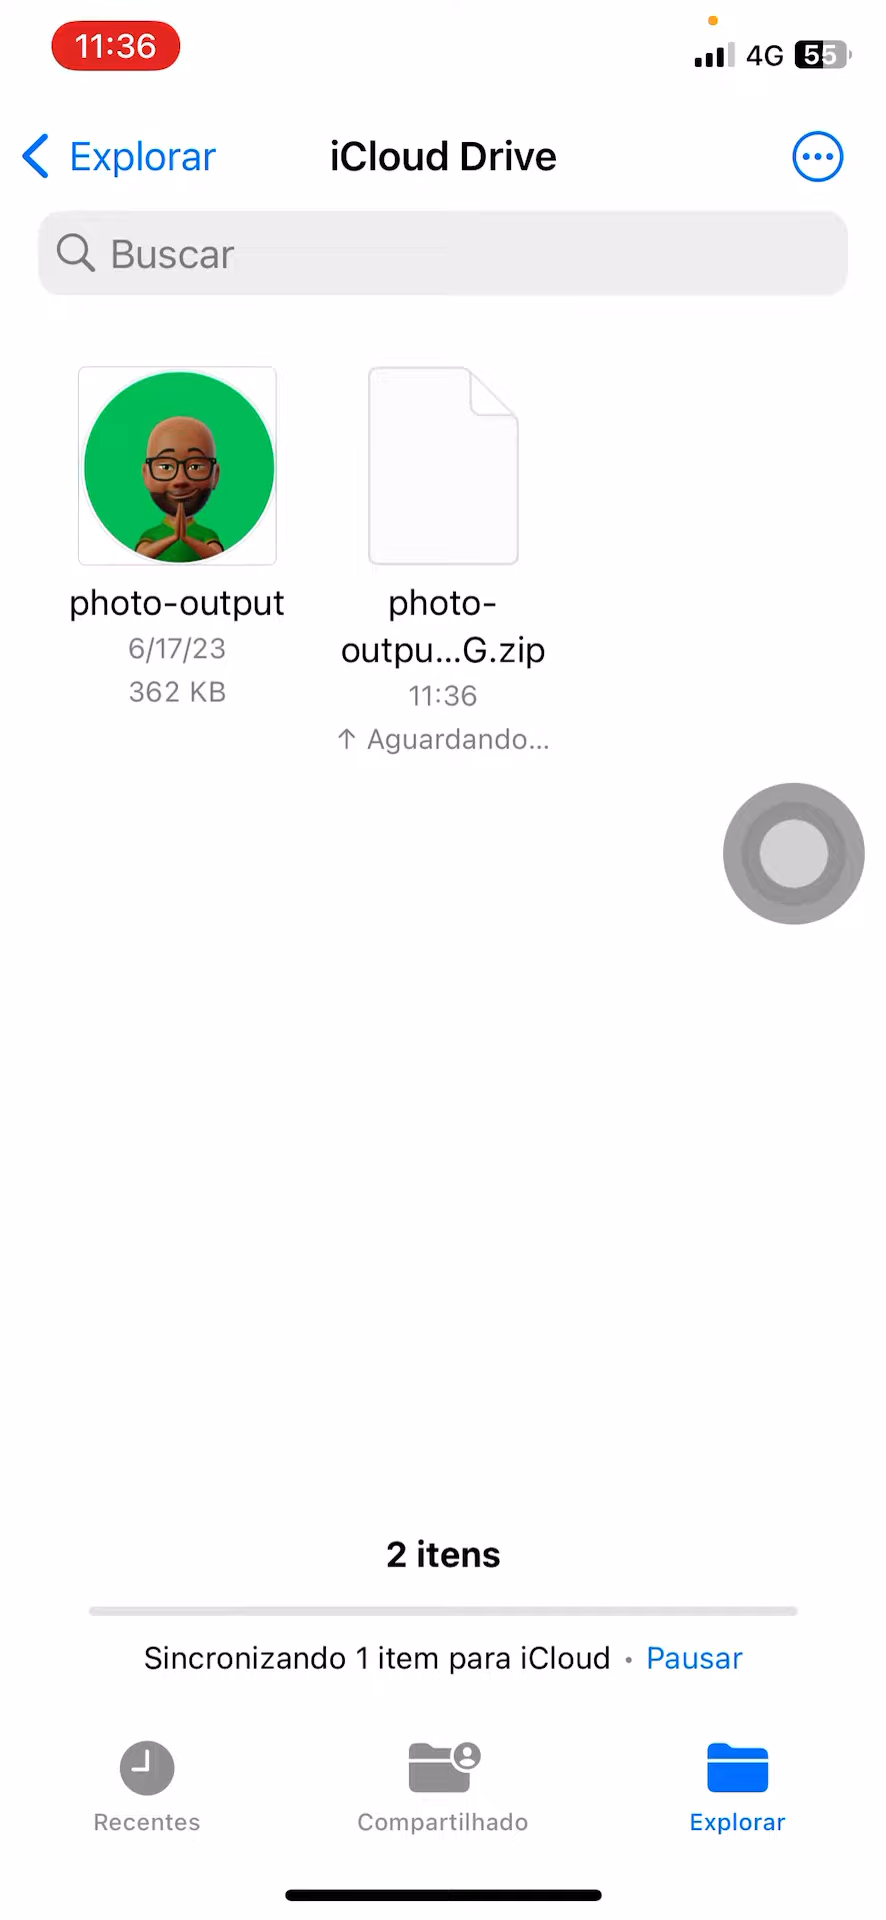 11:36
4G 55
Explorar
iCloud Drive
Buscar
photo-output
6/17/23
362 KB
photo-
outpu...G.zip
11:36
↑ Aguardando...
2 itens
Sincronizando 1 item para iCloud · Pausar
Recentes
Compartilhado
Explorar